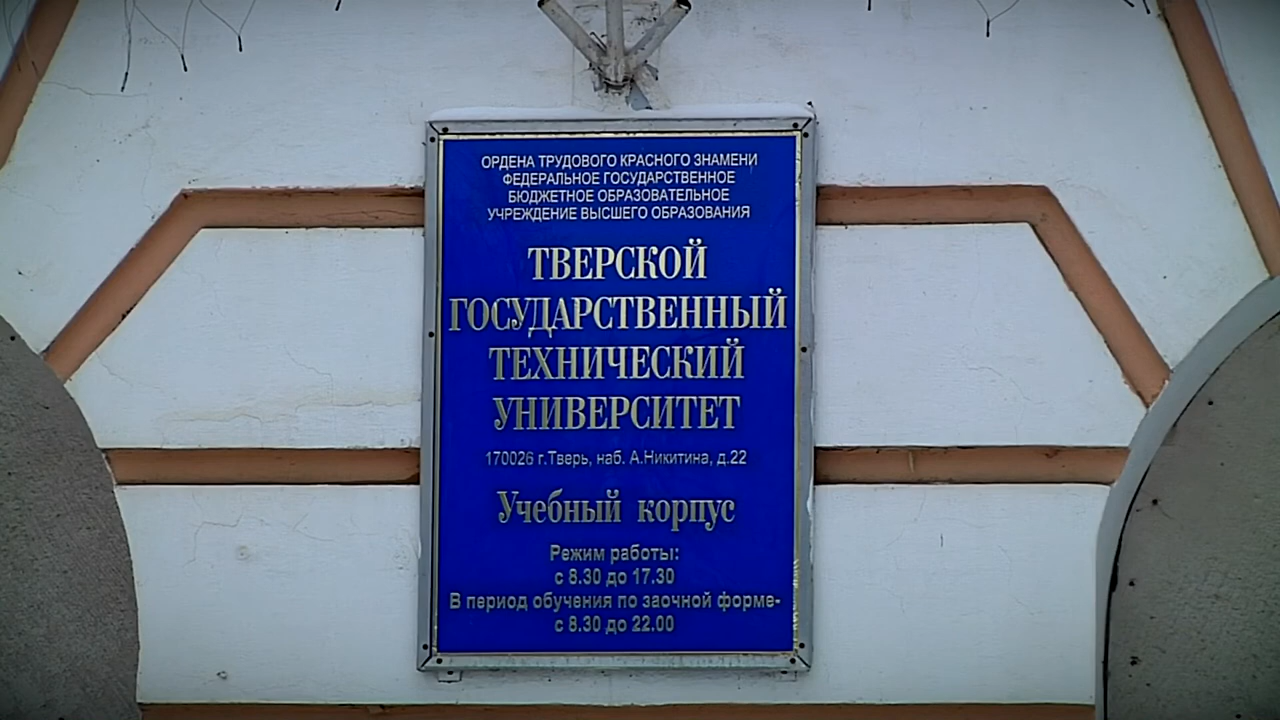 ОРДЕНА ТРУДОВОГО КРАСНОГО ЗНАМЕНИ
ФЕДЕРАЛЬНОЕ ГОСУДАРСТВЕННОЕ
БЮДЖЕТНОЕ ОБРАЗОВАТЕЛЬНОЕ
УЧРЕЖДЕНИЕ ВЫСШЕГО ОБРАЗОВАНИЯ
ТВЕРСКОЙ
ГОСУДАРСТВЕННЫЙ
ТЕХНИЧЕСКИЙ
УНИВЕРСИТЕТ
170026 г.Тверь, наб. А.Никитина, д.22
Учебный корпус
Режим работы:
с 8.30 до 17.30
В период обучения по заочной форме-
с 8.30 до 22.00